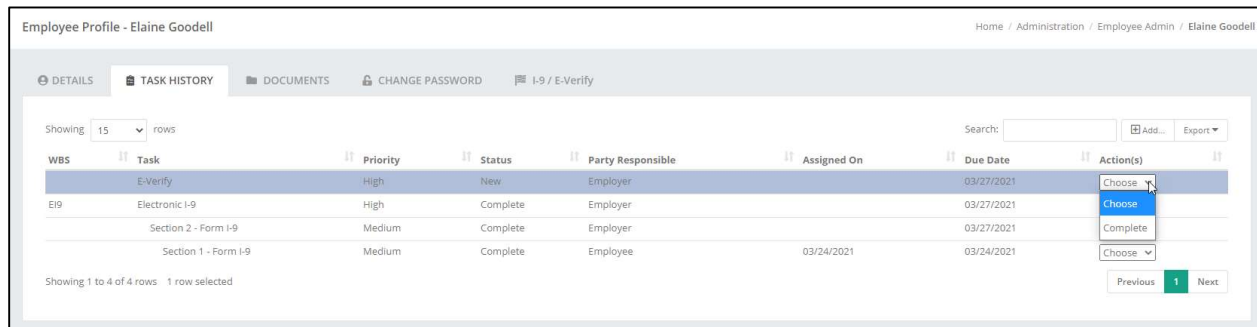 Employee Profile - Elaine Goodell Home / Administration / Employee Admin / Elaine Goodell
DETAILS TASK HISTORY DOCUMENTS CHANGE PASSWORD I-9 / E-Verify
Showing 15 rows Search: Add... Export
WBS Task Priority Status Party Responsible Assigned On Due Date Action(s)
E-Verify High New Employer 03/27/2021 Choose
EI9 Electronic I-9 High Complete Employer 03/27/2021 Choose
Section 2 - Form I-9 Medium Complete Employer 03/27/2021 Complete
Section 1 - Form I-9 Medium Complete Employee 03/24/2021 03/24/2021 Choose
Showing 1 to 4 of 4 rows 1 row selected Previous 1 Next